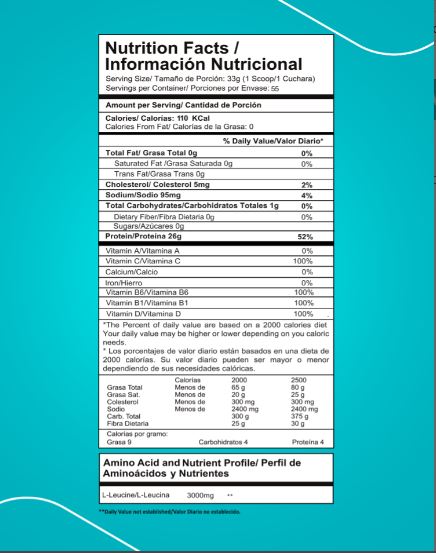 Nutrition Facts /
Información Nutricional
Serving Size/ Tamaño de Porción: 33g (1 Scoop/1 Cuchara)
Servings per Container/ Porciones por Envase: 55
Amount per Serving/ Cantidad de Porción
Calories/ Calorías: 110 KCal
Calories From Fat/ Calorías de la Grasa: 0
% Daily Value/Valor Diario*
Total Fat/ Grasa Total 0g 0%
Saturated Fat /Grasa Saturada 0g 0%
Trans Fat/Grasa Trans 0g
Cholesterol/ Colesterol 5mg 2%
Sodium/Sodio 95mg 4%
Total Carbohydrates/Carbohidratos Totales 1g 0%
Dietary Fiber/Fibra Dietaria 0g 0%
Sugars/Azúcares 0g
Protein/Proteína 26g 52%
Vitamin A/Vitamina A 0%
Vitamin C/Vitamina C 100%
Calcium/Calcio 0%
Iron/Hierro 0%
Vitamin B6/Vitamina B6 100%
Vitamin B1/Vitamina B1 100%
Vitamin D/Vitamina D 100%
*The Percent of daily value are based on a 2000 calories diet
Your daily value may be higher or lower depending on you caloric
needs.
* Los porcentajes de valor diario están basados en una dieta de
2000 calorías. Su valor diario pueden ser mayor o menor
dependiendo de sus necesidades calóricas.
Calorías 2000 2500
Grasa Total Menos de 65 g 80 g
Grasa Sat. Menos de 20 g 25 g
Colesterol Menos de 300 mg 300 mg
Sodio Menos de 2400 mg 2400 mg
Carb. Total 300 g 375 g
Fibra Dietaria 25 g 30 g
Calorías por gramo:
Grasa 9 Carbohidratos 4 Proteína 4
Amino Acid and Nutrient Profile/ Perfil de
Aminoácidos y Nutrientes
L-Leucine/L-Leucina 3000mg **
**Daily Value not established/Valor Diario no establecido.